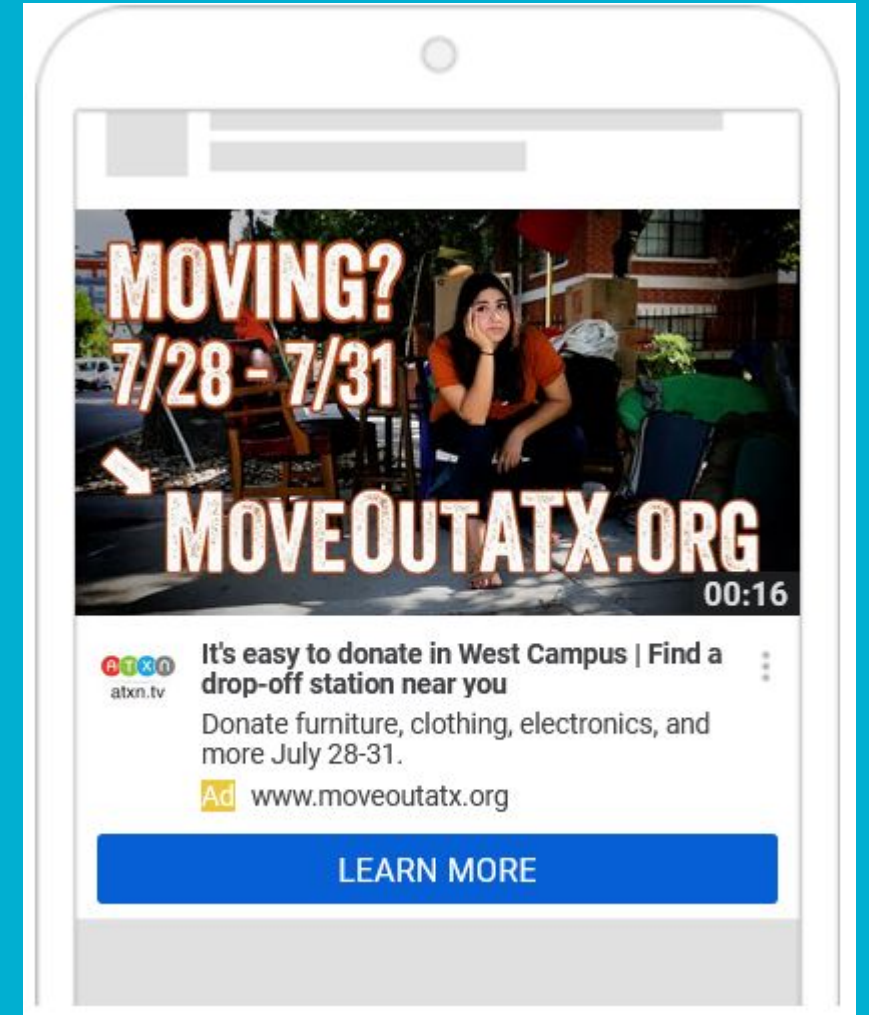 MOVING?
7/28 - 7/31
MOVEOUTATX.ORG
00:16
ATXN
atxn.tv
It's easy to donate in West Campus | Find a
drop-off station near you
Donate furniture, clothing, electronics, and
more July 28-31.
Ad www.moveoutatx.org
LEARN MORE